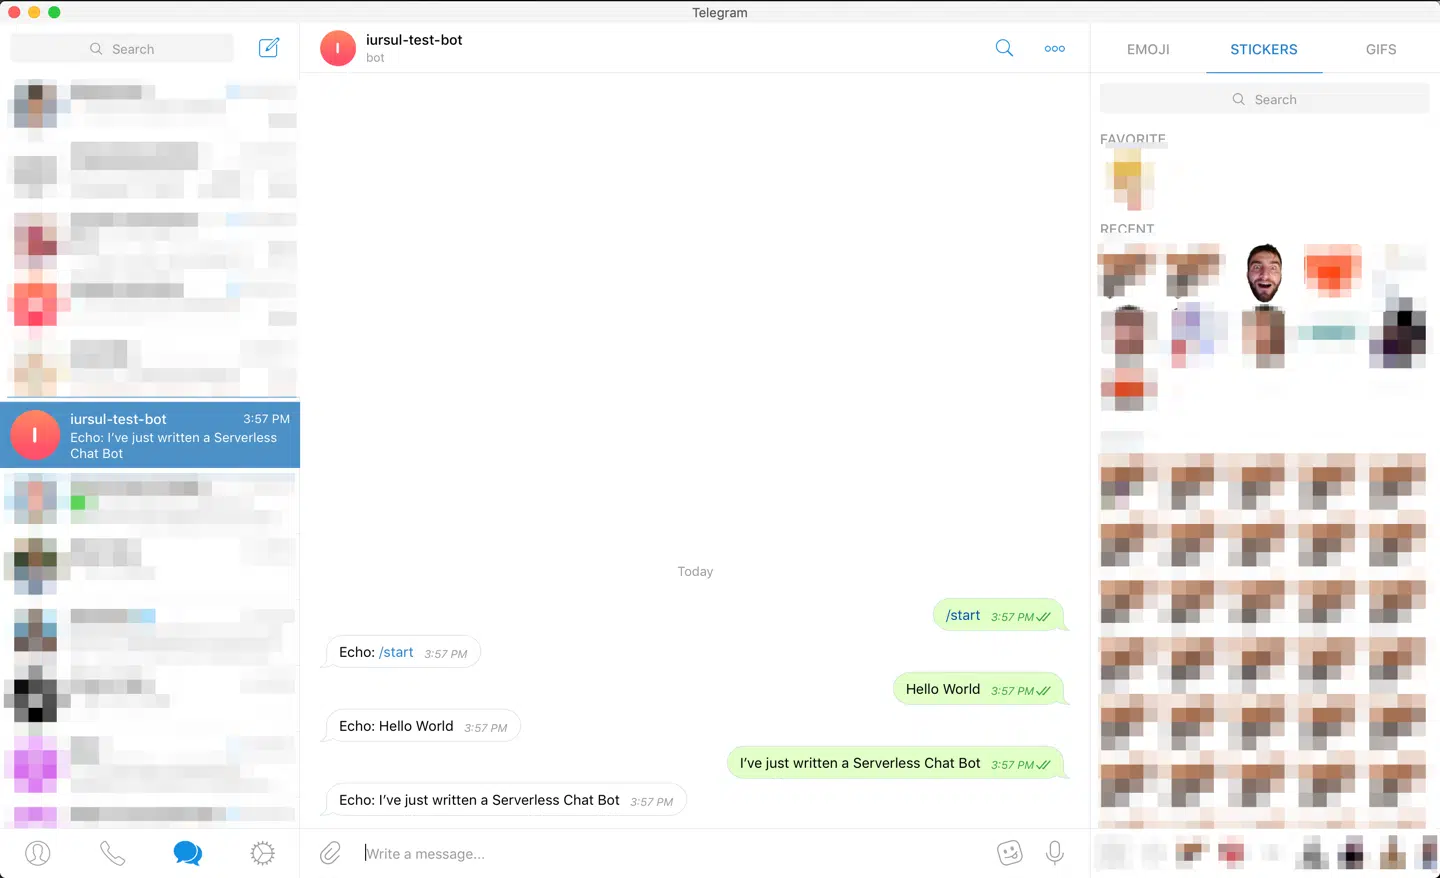 Telegram
Search
iursul-test-bot
bot
EMOJI
STICKERS
GIFS
Search
FAVORITE
RECENT
iursul-test-bot
3:57 PM
Echo: I've just written a Serverless
Chat Bot
Today
/start 3:57 PM
Echo: /start 3:57 PM
Hello World 3:57 PM
Echo: Hello World 3:57 PM
I've just written a Serverless Chat Bot 3:57 PM
Echo: I've just written a Serverless Chat Bot 3:57 PM
Write a message...